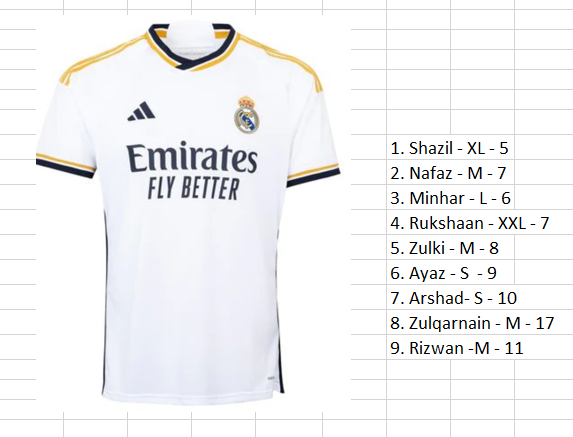 Emirates
FLY BETTER
1. Shazil - XL - 5
2. Nafaz - M - 7
3. Minhar - L - 6
4. Rukshaan - XXL - 7
5. Zulki - M - 8
6. Ayaz - S  - 9
7. Arshad- S - 10
8. Zulqarnain - M - 17
9. Rizwan -M - 11